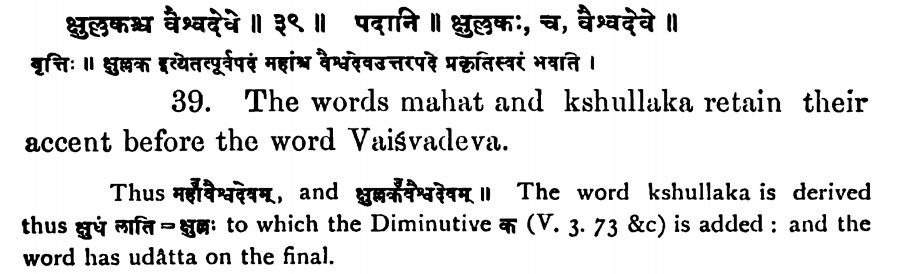 क्षुल्लकश्च वैश्वदेवे ॥ ३९ ॥ पदानि ॥ क्षुल्लकः, च, वैश्वदेवे ॥
वृत्तिः ॥ क्षुल्लक इत्येतत्पूर्वपदं महांश्च वैश्वदेवउत्तरपदे प्रकृतिस्वरं भवति ।
39. The words mahat and kshullaka retain their
accent before the word Vaiśvadeva.
Thus महाँ॑वैश्वदेवम्, and क्षुल्लकँ॑वैश्वदेवम् ॥ The word kshullaka is derived
thus क्षुधं लाति = क्षुल्लः to which the Diminutive क (V. 3. 73 &c) is added : and the
word has udâtta on the final.